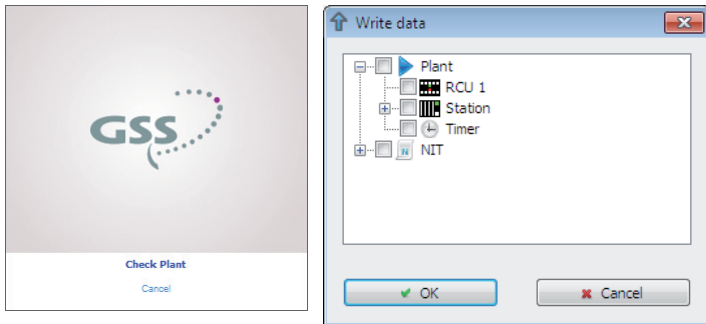 GSS
Check Plant
Cancel
Write data
Plant
RCU 1
Station
Timer
N NIT
OK
Cancel